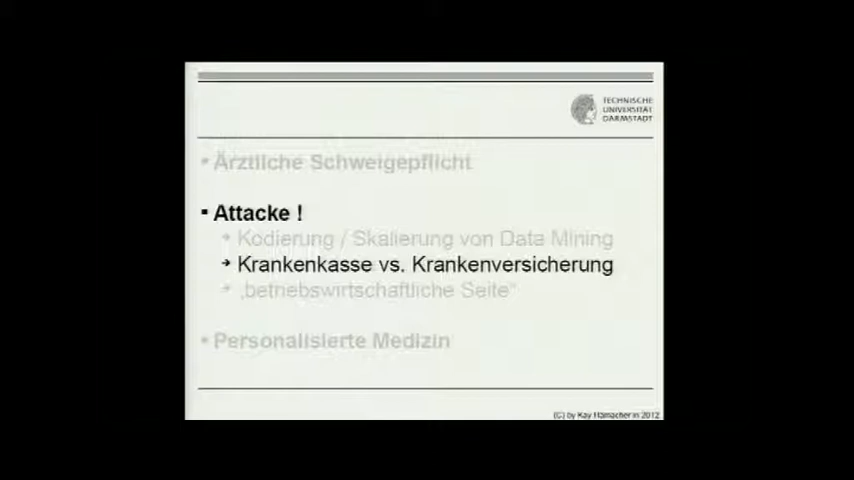 TECHNISCHE
UNIVERSITÄT
DARMSTADT
▪ Ärztliche Schweigepflicht
▪ Attacke !
➔ Kodierung / Skalierung von Data Mining
➔ Krankenkasse vs. Krankenversicherung
➔ „betriebswirtschaftliche Seite“
▪ Personalisierte Medizin
(C) by Kay Hamacher in 2012